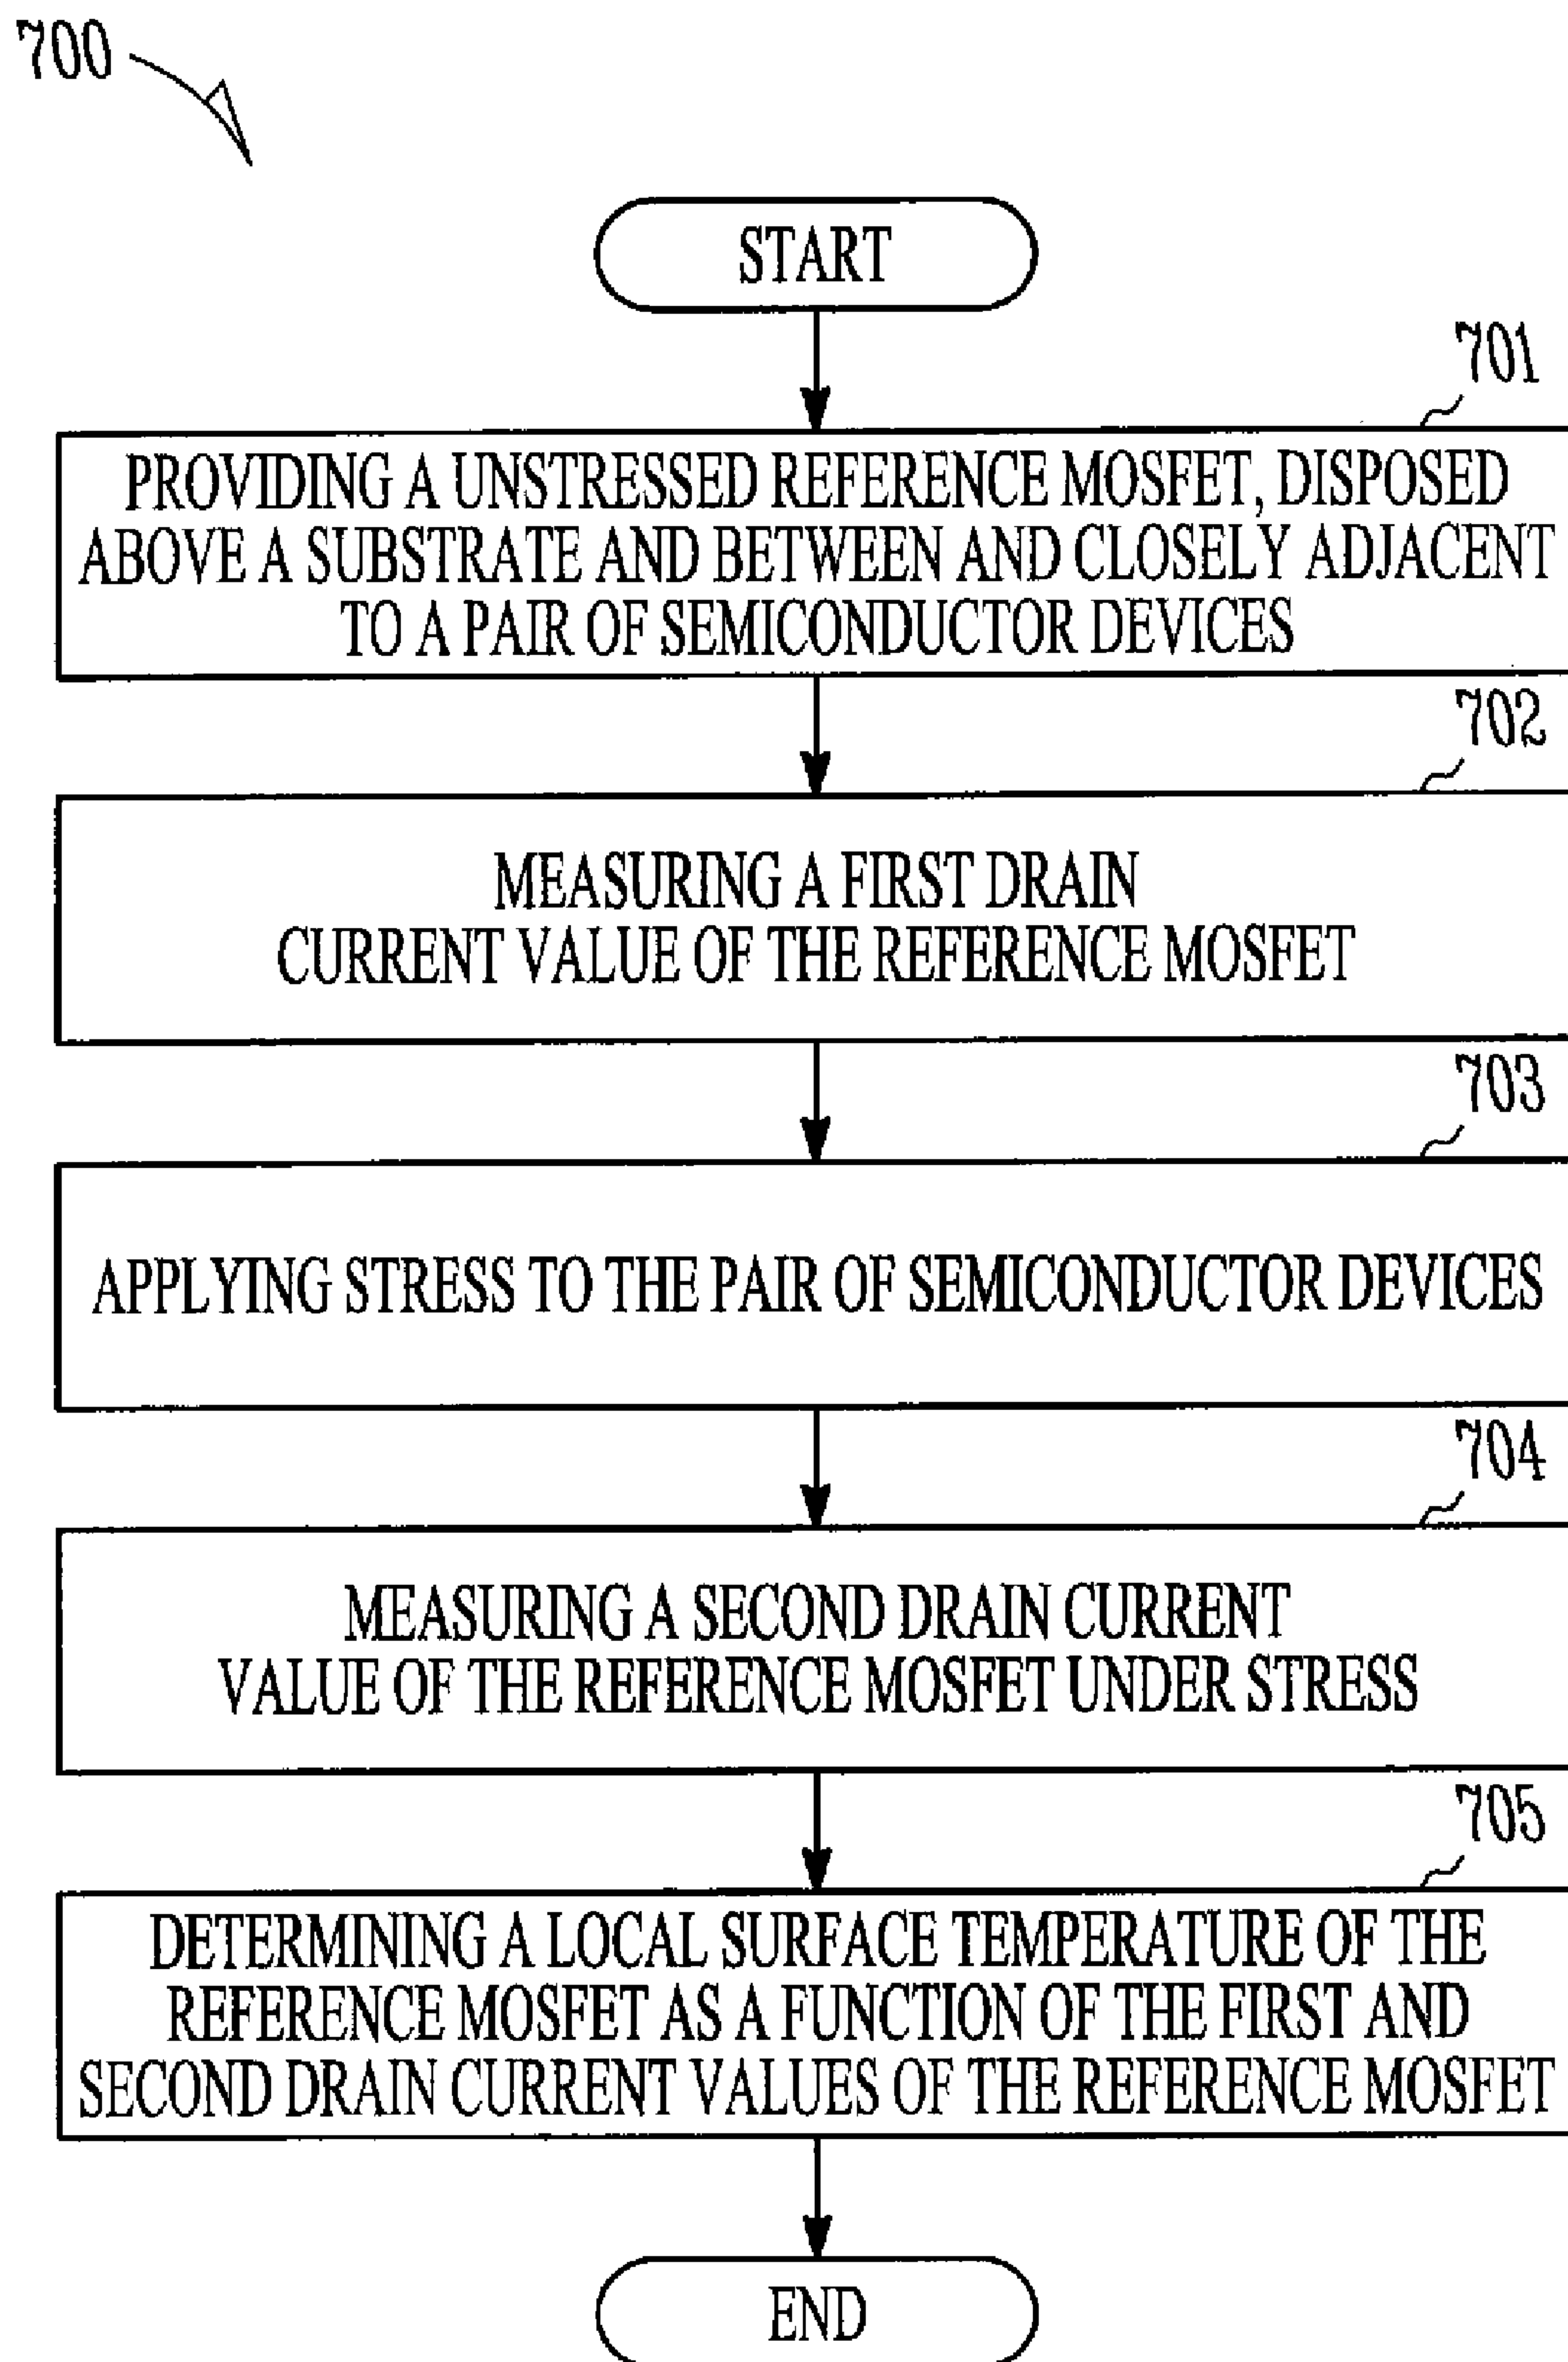 700
START
701
PROVIDING A UNSTRESSED REFERENCE MOSFET, DISPOSED
ABOVE A SUBSTRATE AND BETWEEN AND CLOSELY ADJACENT
TO A PAIR OF SEMICONDUCTOR DEVICES
702
MEASURING A FIRST DRAIN
CURRENT VALUE OF THE REFERENCE MOSFET
703
APPLYING STRESS TO THE PAIR OF SEMICONDUCTOR DEVICES
704
MEASURING A SECOND DRAIN CURRENT
VALUE OF THE REFERENCE MOSFET UNDER STRESS
705
DETERMINING A LOCAL SURFACE TEMPERATURE OF THE
REFERENCE MOSFET AS A FUNCTION OF THE FIRST AND
SECOND DRAIN CURRENT VALUES OF THE REFERENCE MOSFET
END